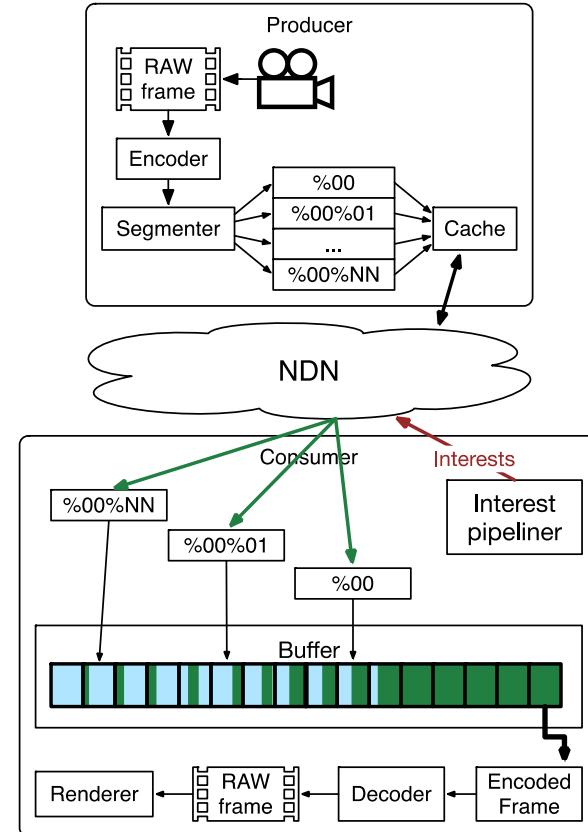 Producer
RAW
frame
Encoder
Segmenter
%00
%00%01
...
%00%NN
Cache
NDN
Consumer
Interests
Interest
pipeliner
%00%NN
%00%01
%00
Buffer
Renderer
RAW
frame
Decoder
Encoded
Frame